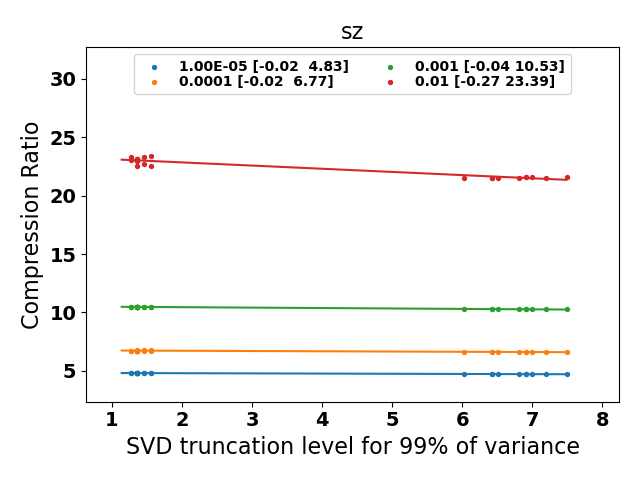 sz
1.00E-05 [-0.02  4.83]
0.0001 [-0.02  6.77]
0.001 [-0.04 10.53]
0.01 [-0.27 23.39]
Compression Ratio
30
25
20
15
10
5
1 2 3 4 5 6 7 8
SVD truncation level for 99% of variance